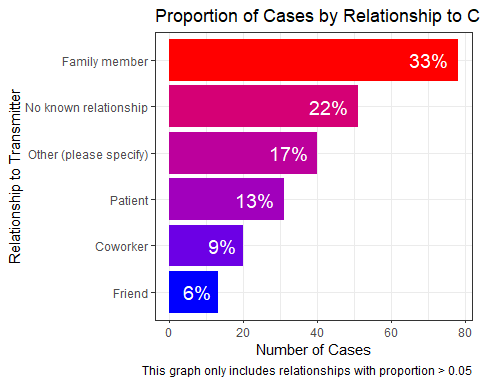 Proportion of Cases by Relationship to C
Relationship to Transmitter
Family member
33%
No known relationship
22%
Other (please specify)
17%
Patient
13%
Coworker
9%
Friend
6%
0 20 40 60 80
Number of Cases
This graph only includes relationships with proportion > 0.05